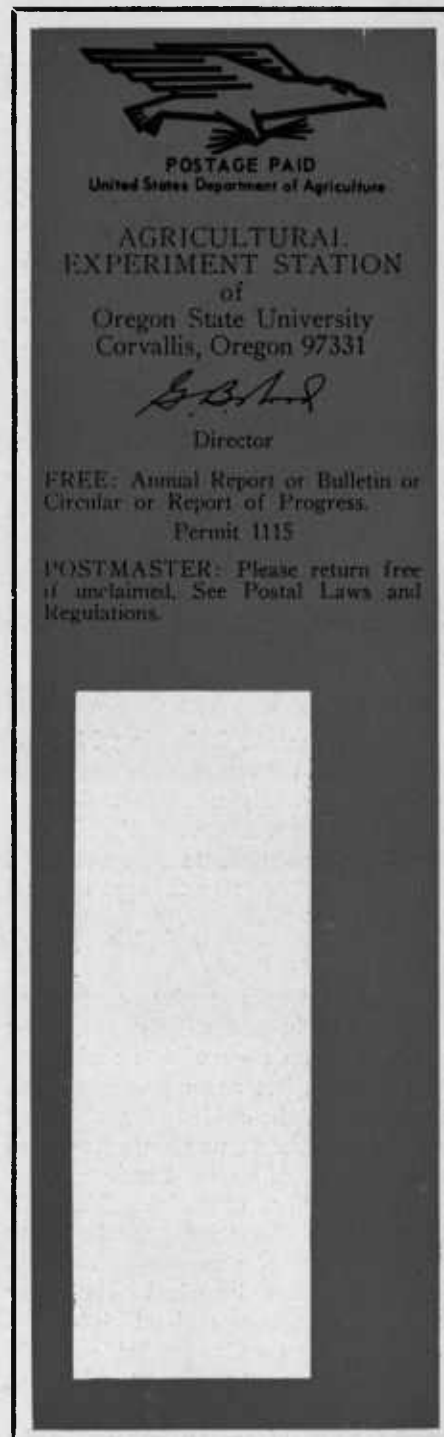 POSTAGE PAID
United States Department of Agriculture
AGRICULTURAL
EXPERIMENT STATION
of
Oregon State University
Corvallis, Oregon 97331
Director
FREE: Annual Report or Bulletin or
Circular or Report of Progress.
Permit 1115
POSTMASTER: Please return free
if unclaimed. See Postal Laws and
Regulations.